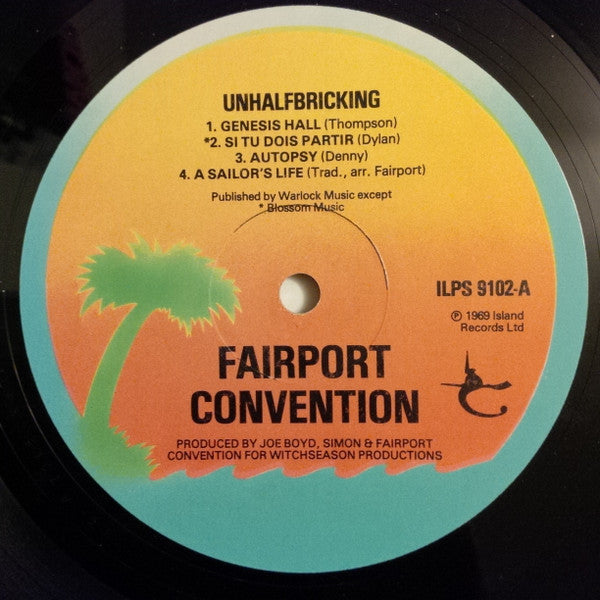 UNHALFBRICKING
1. GENESIS HALL (Thompson)
*2. SI TU DOIS PARTIR (Dylan)
3. AUTOPSY (Denny)
4. A SAILOR'S LIFE (Trad., arr. Fairport)
Published by Warlock Music except
* Blossom Music
ILPS 9102-A
℗ 1969 Island
Records Ltd
FAIRPORT
CONVENTION
PRODUCED BY JOE BOYD, SIMON & FAIRPORT
CONVENTION FOR WITCHSEASON PRODUCTIONS